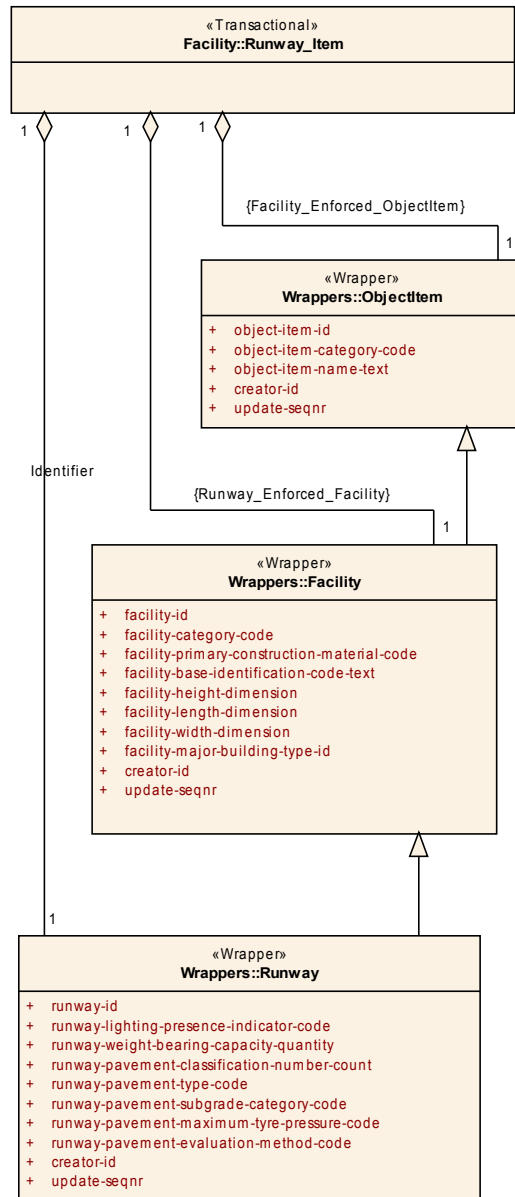 «Transactional»
Facility::Runway_Item
1
1
1
{Facility_Enforced_ObjectItem}
1
«Wrapper»
Wrappers::ObjectItem
+ object-item-id
+ object-item-category-code
+ object-item-name-text
+ creator-id
+ update-seqnr
Identifier
{Runway_Enforced_Facility}
1
«Wrapper»
Wrappers::Facility
+ facility-id
+ facility-category-code
+ facility-primary-construction-material-code
+ facility-base-identification-code-text
+ facility-height-dimension
+ facility-length-dimension
+ facility-width-dimension
+ facility-major-building-type-id
+ creator-id
+ update-seqnr
1
«Wrapper»
Wrappers::Runway
+ runway-id
+ runway-lighting-presence-indicator-code
+ runway-weight-bearing-capacity-quantity
+ runway-pavement-classification-number-count
+ runway-pavement-type-code
+ runway-pavement-subgrade-category-code
+ runway-pavement-maximum-tyre-pressure-code
+ runway-pavement-evaluation-method-code
+ creator-id
+ update-seqnr